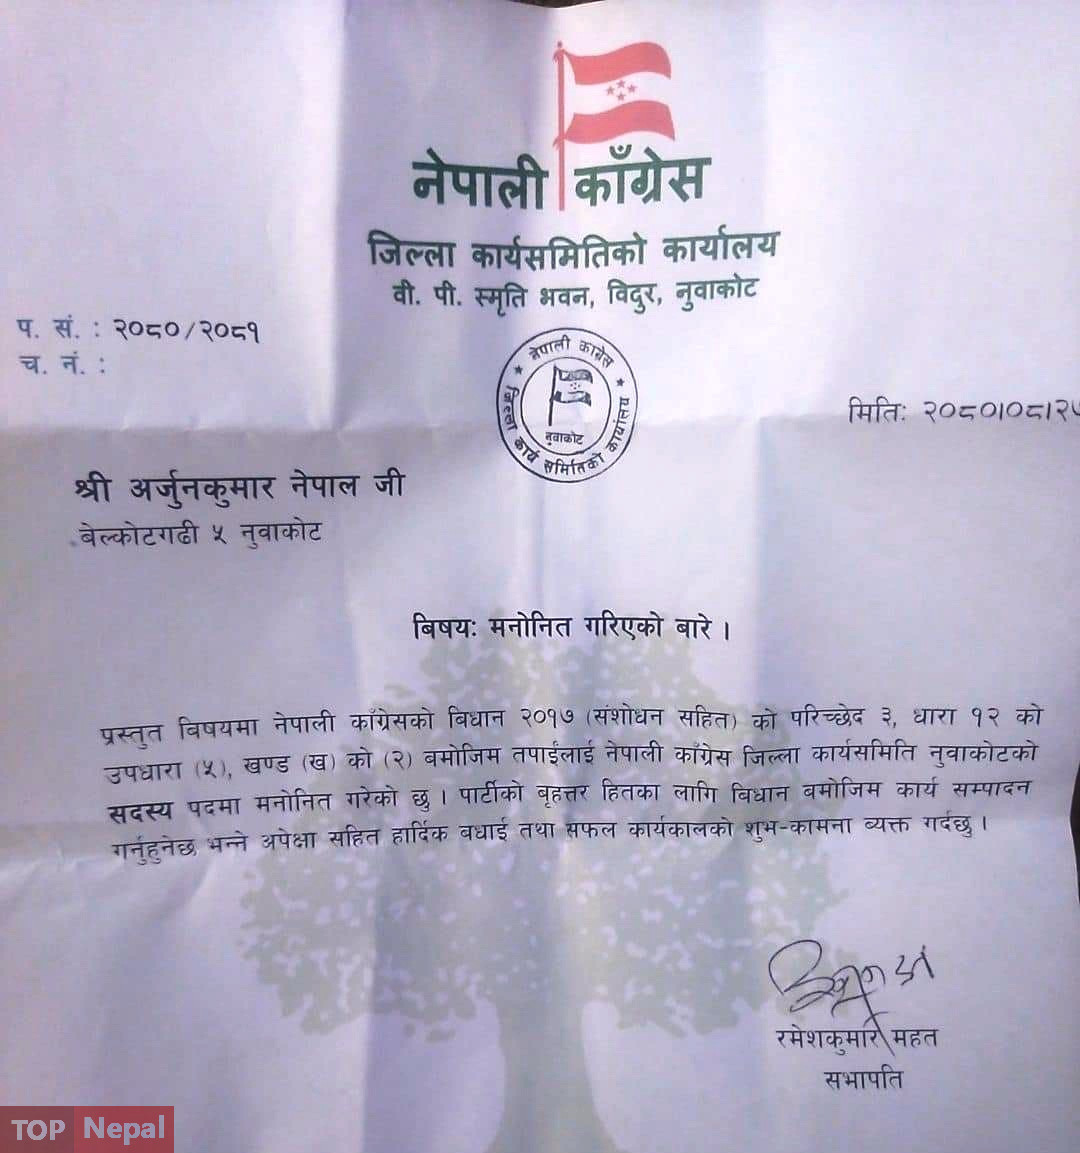 नेपाली काँग्रेस
जिल्ला कार्यसमितिको कार्यालय
वी. पी. स्मृति भवन, विदुर, नुवाकोट
प. सं. : २०८०/२०८१
च. नं. :
नेपाली काग्रेस
जिल्ला कार्य समितिको कार्यालय
नुवाकोट
मिति: २०८०।०८।२५
श्री अर्जुनकुमार नेपाल जी
बेल्कोटगढी ५ नुवाकोट
बिषय: मनोनित गरिएको बारे ।
प्रस्तुत विषयमा नेपाली काँग्रेसको बिधान २०१७ (संशोधन सहित) को परिच्छेद ३, धारा १२ को
उपधारा (५), खण्ड (ख) को (२) बमोजिम तपाईंलाई नेपाली काँग्रेस जिल्ला कार्यसमिति नुवाकोटको
सदस्य पदमा मनोनित गरेको छु । पार्टीको बृहत्तर हितका लागि बिधान बमोजिम कार्य सम्पादन
गर्नुहुनेछ भन्ने अपेक्षा सहित हार्दिक बधाई तथा सफल कार्यकालको शुभ-कामना ब्यक्त गर्दछु ।
रमेशकुमार महत
सभापति
TOP Nepal